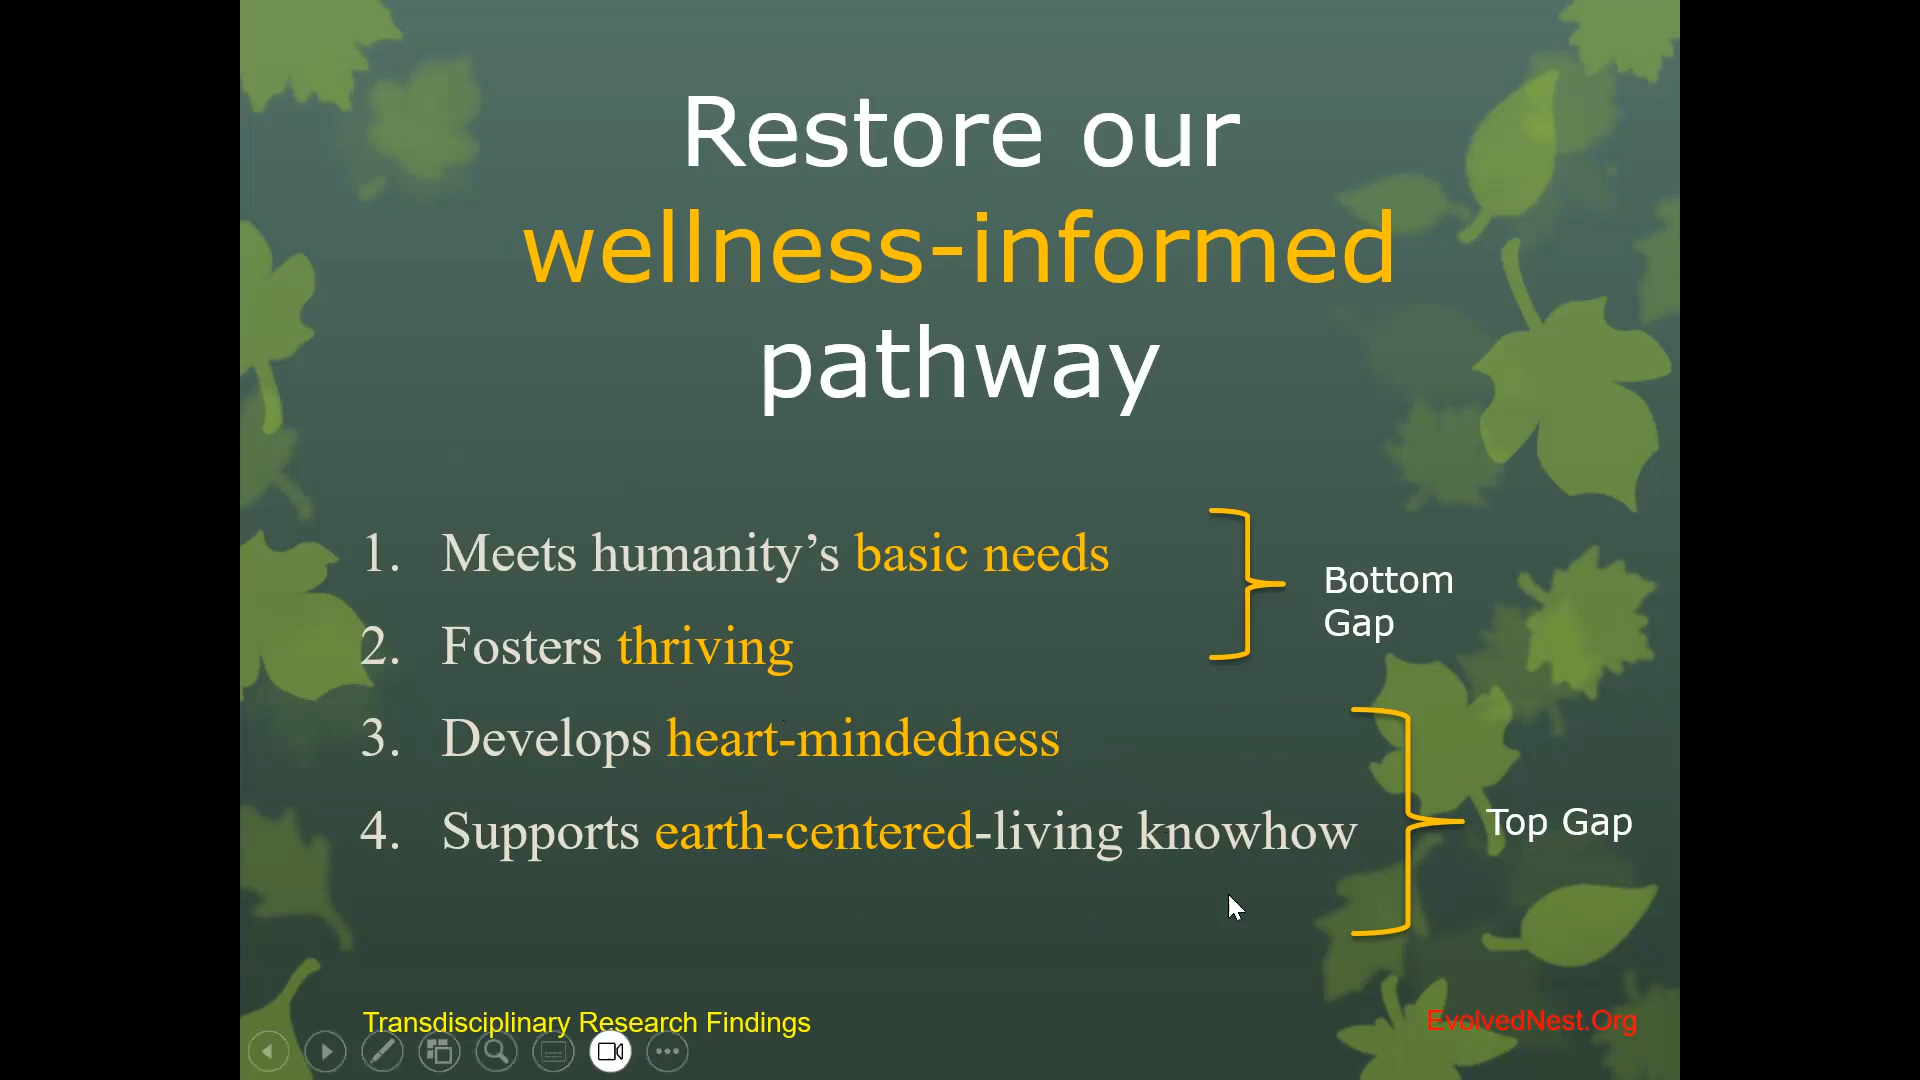 Restore our
wellness-informed
pathway
1. Meets humanity’s basic needs
2. Fosters thriving
Bottom
Gap
3. Develops heart-mindedness
4. Supports earth-centered-living knowhow
Top Gap
Transdisciplinary Research Findings
EvolvedNest.Org